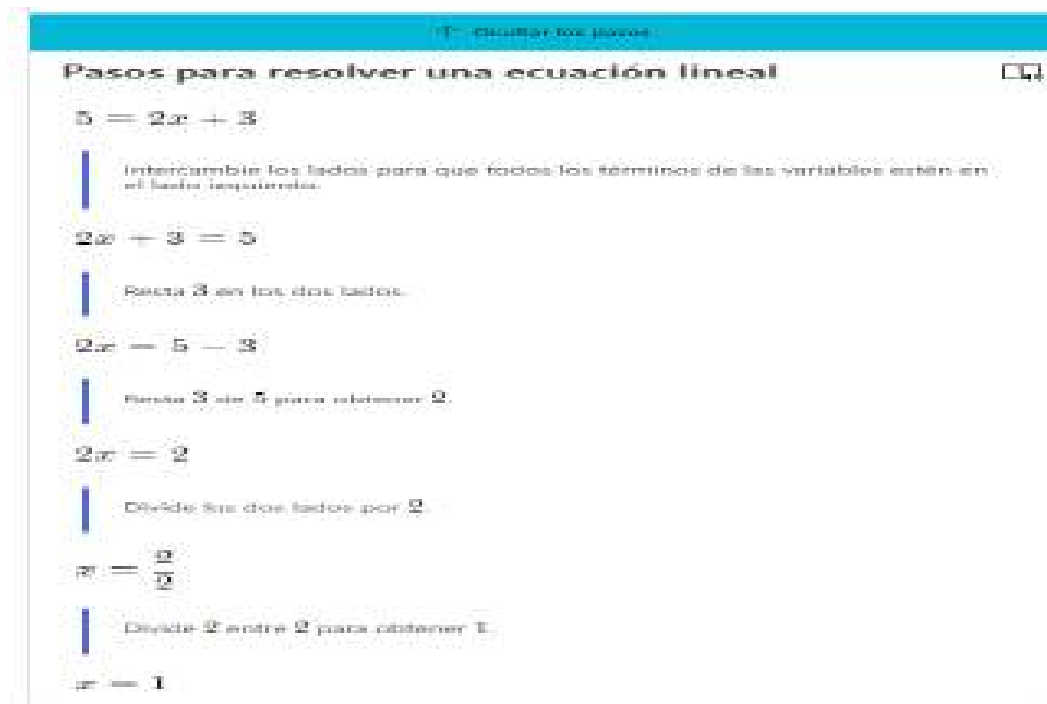 ↑ Ocultar los pasos
Pasos para resolver una ecuación lineal
5 = 2x + 3
Intercambie los lados para que todos los términos de las variables estén en
el lado izquierdo.
2x + 3 = 5
Resta 3 en los dos lados.
2x = 5 − 3
Resta 3 de 5 para obtener 2.
2x = 2
Divide los dos lados por 2.
x = 2/2
Divide 2 entre 2 para obtener 1.
x = 1